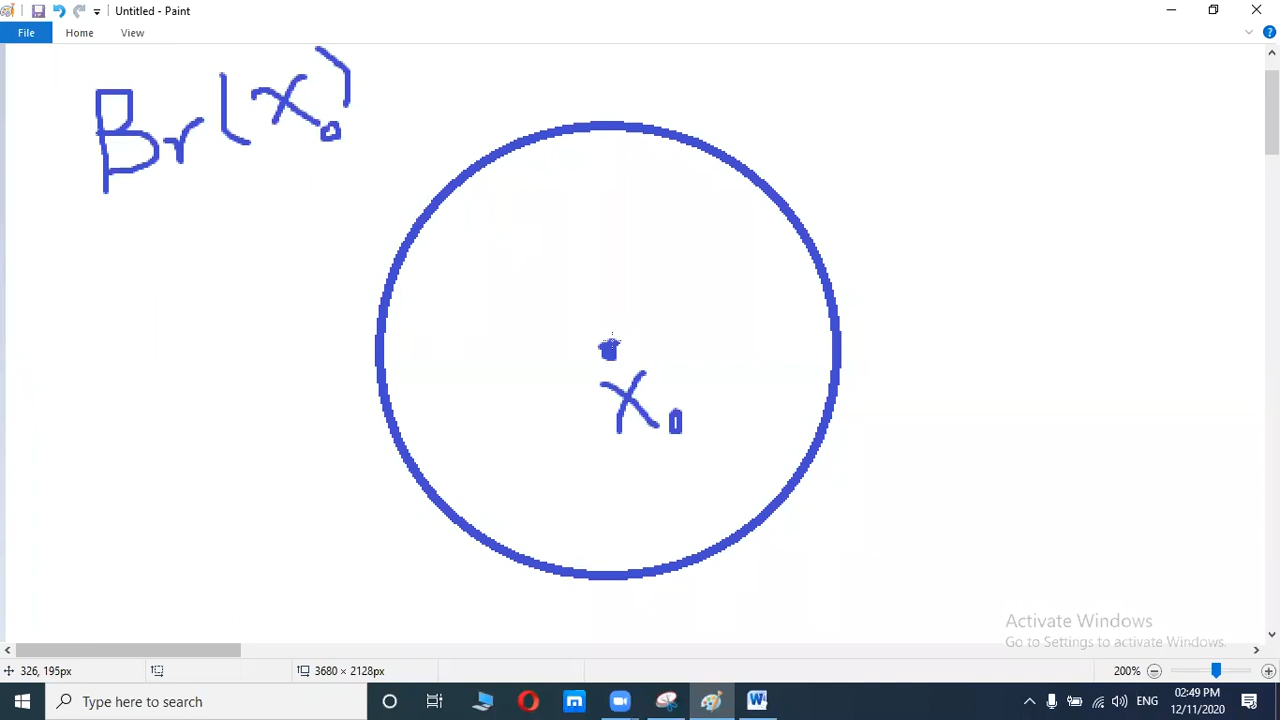 Untitled - Paint
File Home View
Br(x₀)
x₀
Activate Windows
Go to Settings to activate Windows.
326, 195px
3680 × 2128px
200%
Type here to search
W
ENG
02:49 PM
12/11/2020